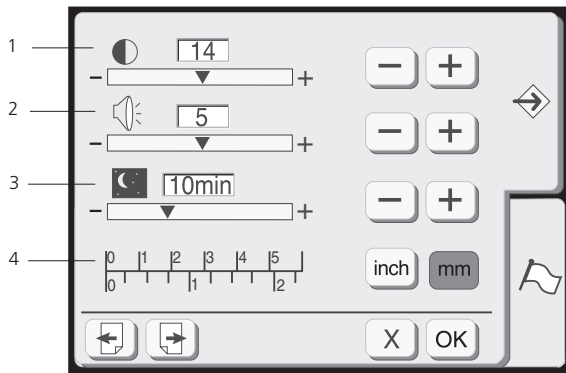 1 14 - +
- +
2 5 - +
- +
3 10min - +
- +
4 0 1 2 3 4 5 inch mm
0 1 2
X OK